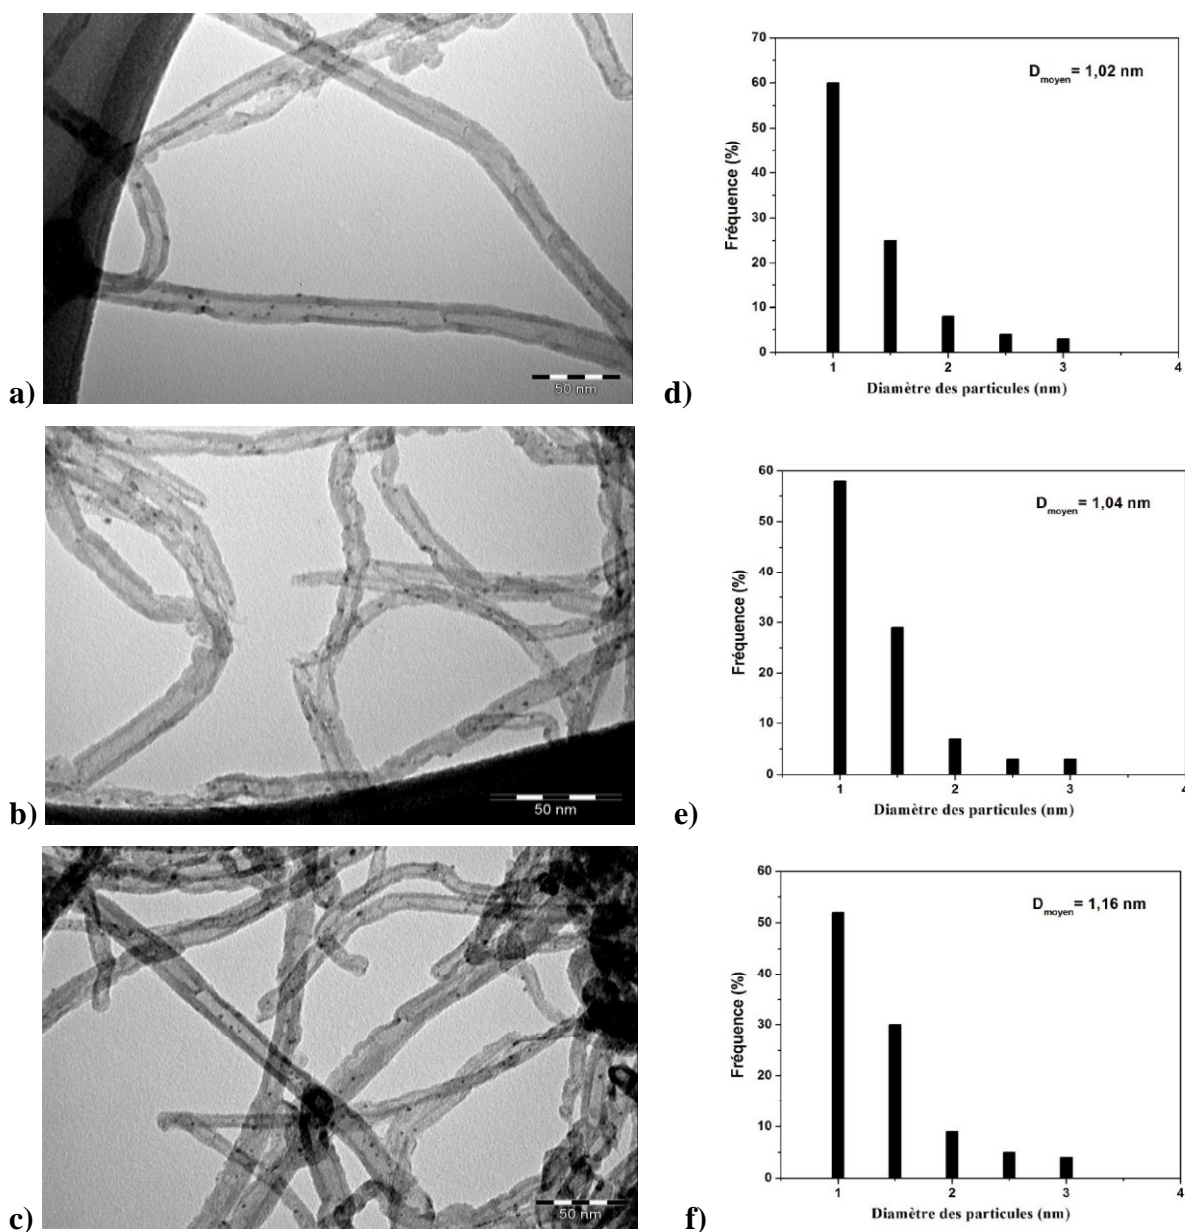 50 nm
a)
70
60
50
40
30
20
10
0
Fréquence (%)
D moyen = 1,02 nm
1 2 3 4
Diamètre des particules (nm)
d)
50 nm
b)
60
50
40
30
20
10
0
Fréquence (%)
D moyen = 1,04 nm
1 2 3 4
Diamètre des particules (nm)
e)
50 nm
c)
60
50
40
30
20
10
0
Fréquence (%)
D moyen = 1,16 nm
1 2 3 4
Diamètre des particules (nm)
f)